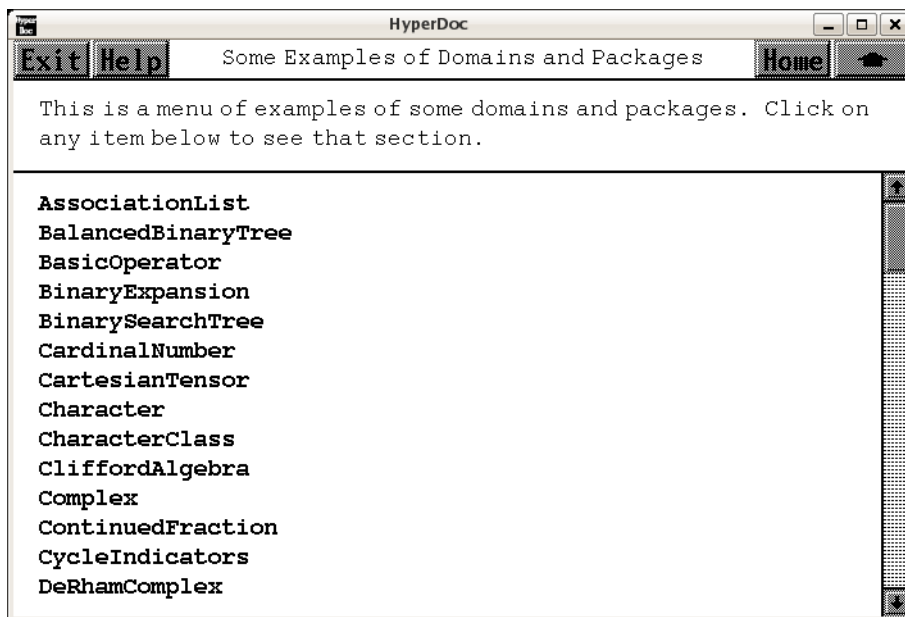 Hyper Doc
HyperDoc
Exit Help Some Examples of Domains and Packages Home
This is a menu of examples of some domains and packages. Click on
any item below to see that section.
AssociationList
BalancedBinaryTree
BasicOperator
BinaryExpansion
BinarySearchTree
CardinalNumber
CartesianTensor
Character
CharacterClass
CliffordAlgebra
Complex
ContinuedFraction
CycleIndicators
DeRhamComplex